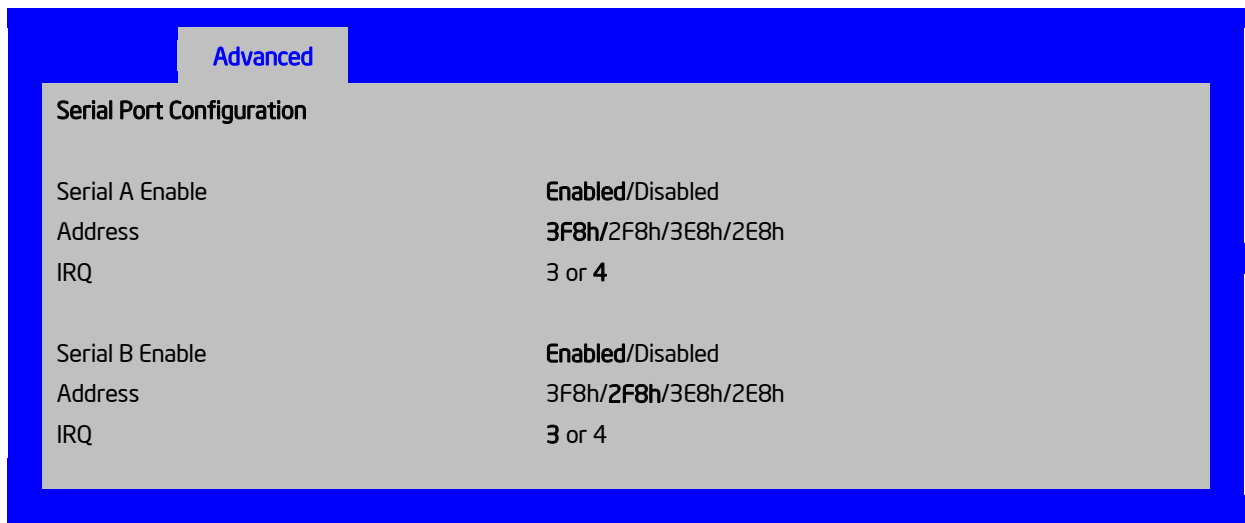 Advanced
Serial Port Configuration
Serial A Enable Enabled/Disabled
Address 3F8h/2F8h/3E8h/2E8h
IRQ 3 or 4
Serial B Enable Enabled/Disabled
Address 3F8h/2F8h/3E8h/2E8h
IRQ 3 or 4